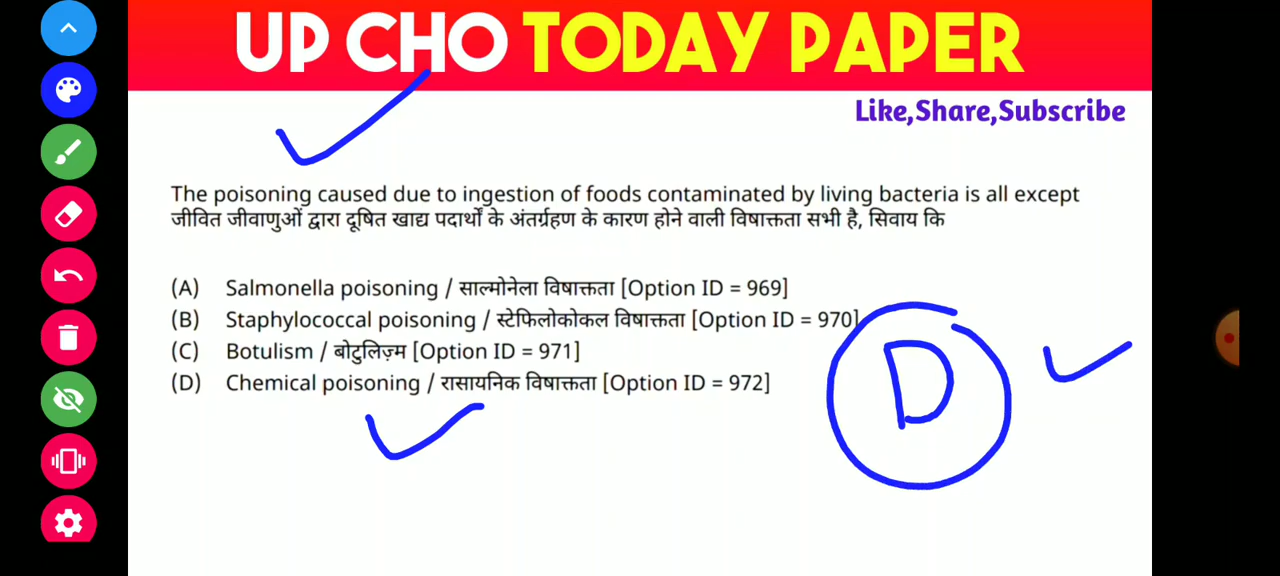 UP CHO TODAY PAPER
Like,Share,Subscribe
The poisoning caused due to ingestion of foods contaminated by living bacteria is all except
जीवित जीवाणुओं द्वारा दूषित खाद्य पदार्थों के अंतर्ग्रहण के कारण होने वाली विषाक्तता सभी है, सिवाय कि
(A) Salmonella poisoning / साल्मोनेला विषाक्तता [Option ID = 969]
(B) Staphylococcal poisoning / स्टेफिलोकोकल विषाक्तता [Option ID = 970]
(C) Botulism / बोटुलिज़्म [Option ID = 971]
(D) Chemical poisoning / रासायनिक विषाक्तता [Option ID = 972]
D